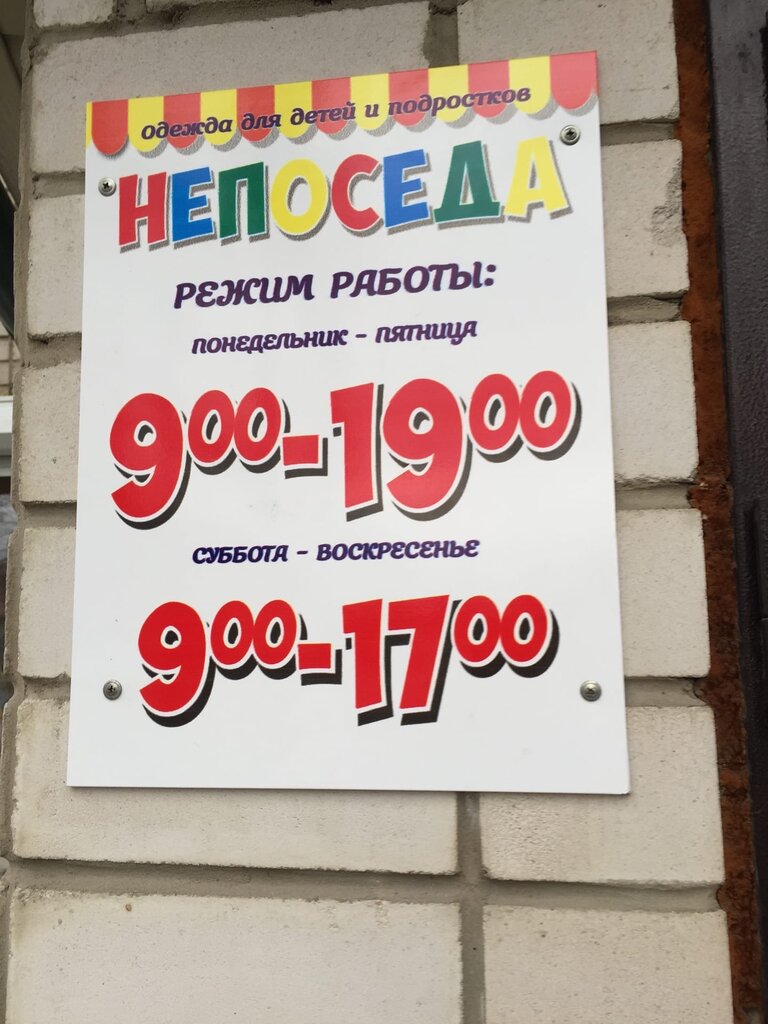 одежда для детей и подростков
НЕПОСЕДА
РЕЖИМ РАБОТЫ:
ПОНЕДЕЛЬНИК - ПЯТНИЦА
9⁰⁰-19⁰⁰
СУББОТА - ВОСКРЕСЕНЬЕ
9⁰⁰-17⁰⁰